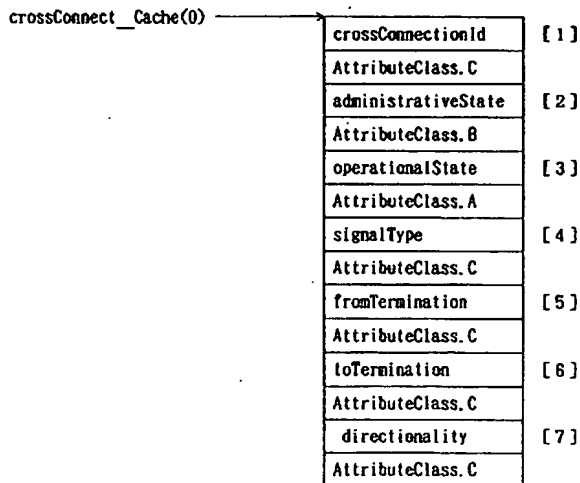 crossConnect__Cache(0)
crossConnectionId [1]
AttributeClass.C
administrativeState [2]
AttributeClass.B
operationalState [3]
AttributeClass.A
signalType [4]
AttributeClass.C
fromTermination [5]
AttributeClass.C
toTermination [6]
AttributeClass.C
directionality [7]
AttributeClass.C